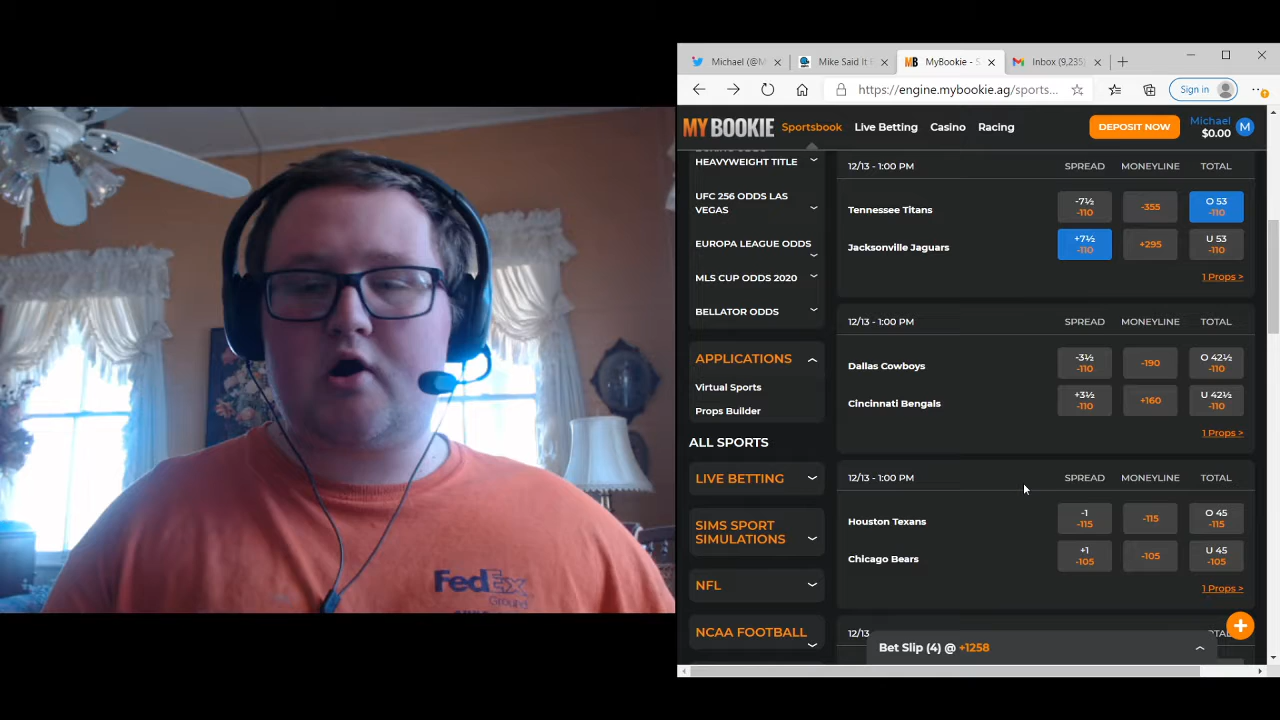 FedEx
Ground
Michael (@M
Mike Said It
MyBookie - S
Inbox (9,235)
https://engine.mybookie.ag/sports...
Sign in
MYBOOKIE
Sportsbook
Live Betting
Casino
Racing
DEPOSIT NOW
Michael
$0.00
M
HEAVYWEIGHT TITLE
UFC 256 ODDS LAS
VEGAS
EUROPA LEAGUE ODDS
MLS CUP ODDS 2020
BELLATOR ODDS
APPLICATIONS
Virtual Sports
Props Builder
ALL SPORTS
LIVE BETTING
SIMS SPORT
SIMULATIONS
NFL
NCAA FOOTBALL
12/13 - 1:00 PM SPREAD MONEYLINE TOTAL
Tennessee Titans -7½ -110 -355 O 53 -110
Jacksonville Jaguars +7½ -110 +295 U 53 -110
1 Props >
12/13 - 1:00 PM SPREAD MONEYLINE TOTAL
Dallas Cowboys -3½ -110 -190 O 42½ -110
Cincinnati Bengals +3½ -110 +160 U 42½ -110
1 Props >
12/13 - 1:00 PM SPREAD MONEYLINE TOTAL
Houston Texans -1 -115 -115 O 45 -115
Chicago Bears +1 -105 -105 U 45 -105
1 Props >
12/13
Bet Slip (4) @ +1258